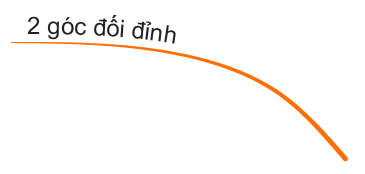 2 góc đối đỉnh